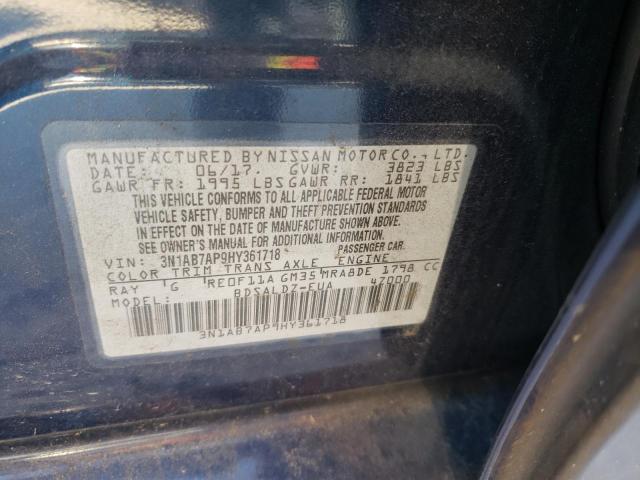 MANUFACTURED BY NISSAN MOTOR CO., LTD.
DATE: 06/17. GVWR: 3823 LBS
GAWR FR: 1995 LBS GAWR RR: 1841 LBS
THIS VEHICLE CONFORMS TO ALL APPLICABLE FEDERAL MOTOR
VEHICLE SAFETY, BUMPER AND THEFT PREVENTION STANDARDS
IN EFFECT ON THE DATE OF MANUFACTURE SHOWN ABOVE.
SEE OWNER'S MANUAL FOR ADDITIONAL INFORMATION.
VIN: 3N1AB7AP9HY361718 PASSENGER CAR.
COLOR TRIM TRANS AXLE ENGINE
RAY G RE0F11A GM35 MRA8DE 1798 CC
MODEL: BDSALDZ-EUA 47000
3N1AB7AP9HY361718